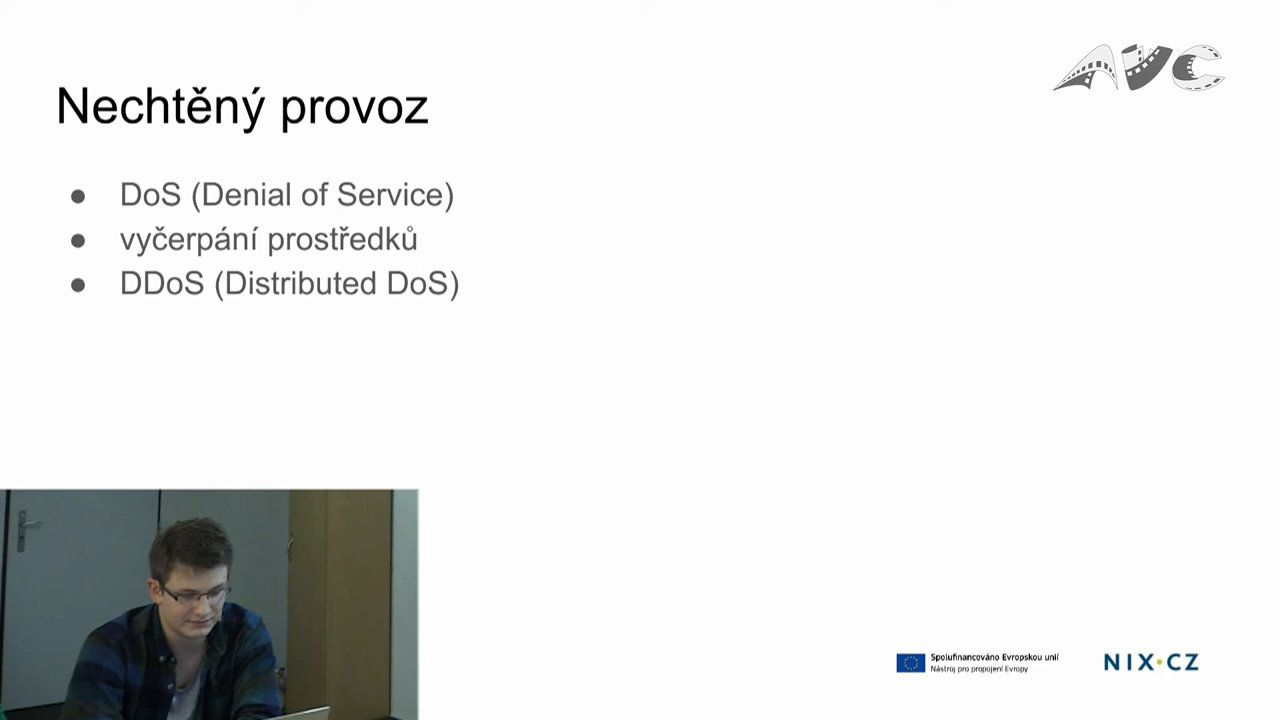 AVC
Nechtěný provoz
● DoS (Denial of Service)
● vyčerpání prostředků
● DDoS (Distributed DoS)
Spolufinancováno Evropskou unií
Nástroj pro propojení Evropy
NIX•CZ